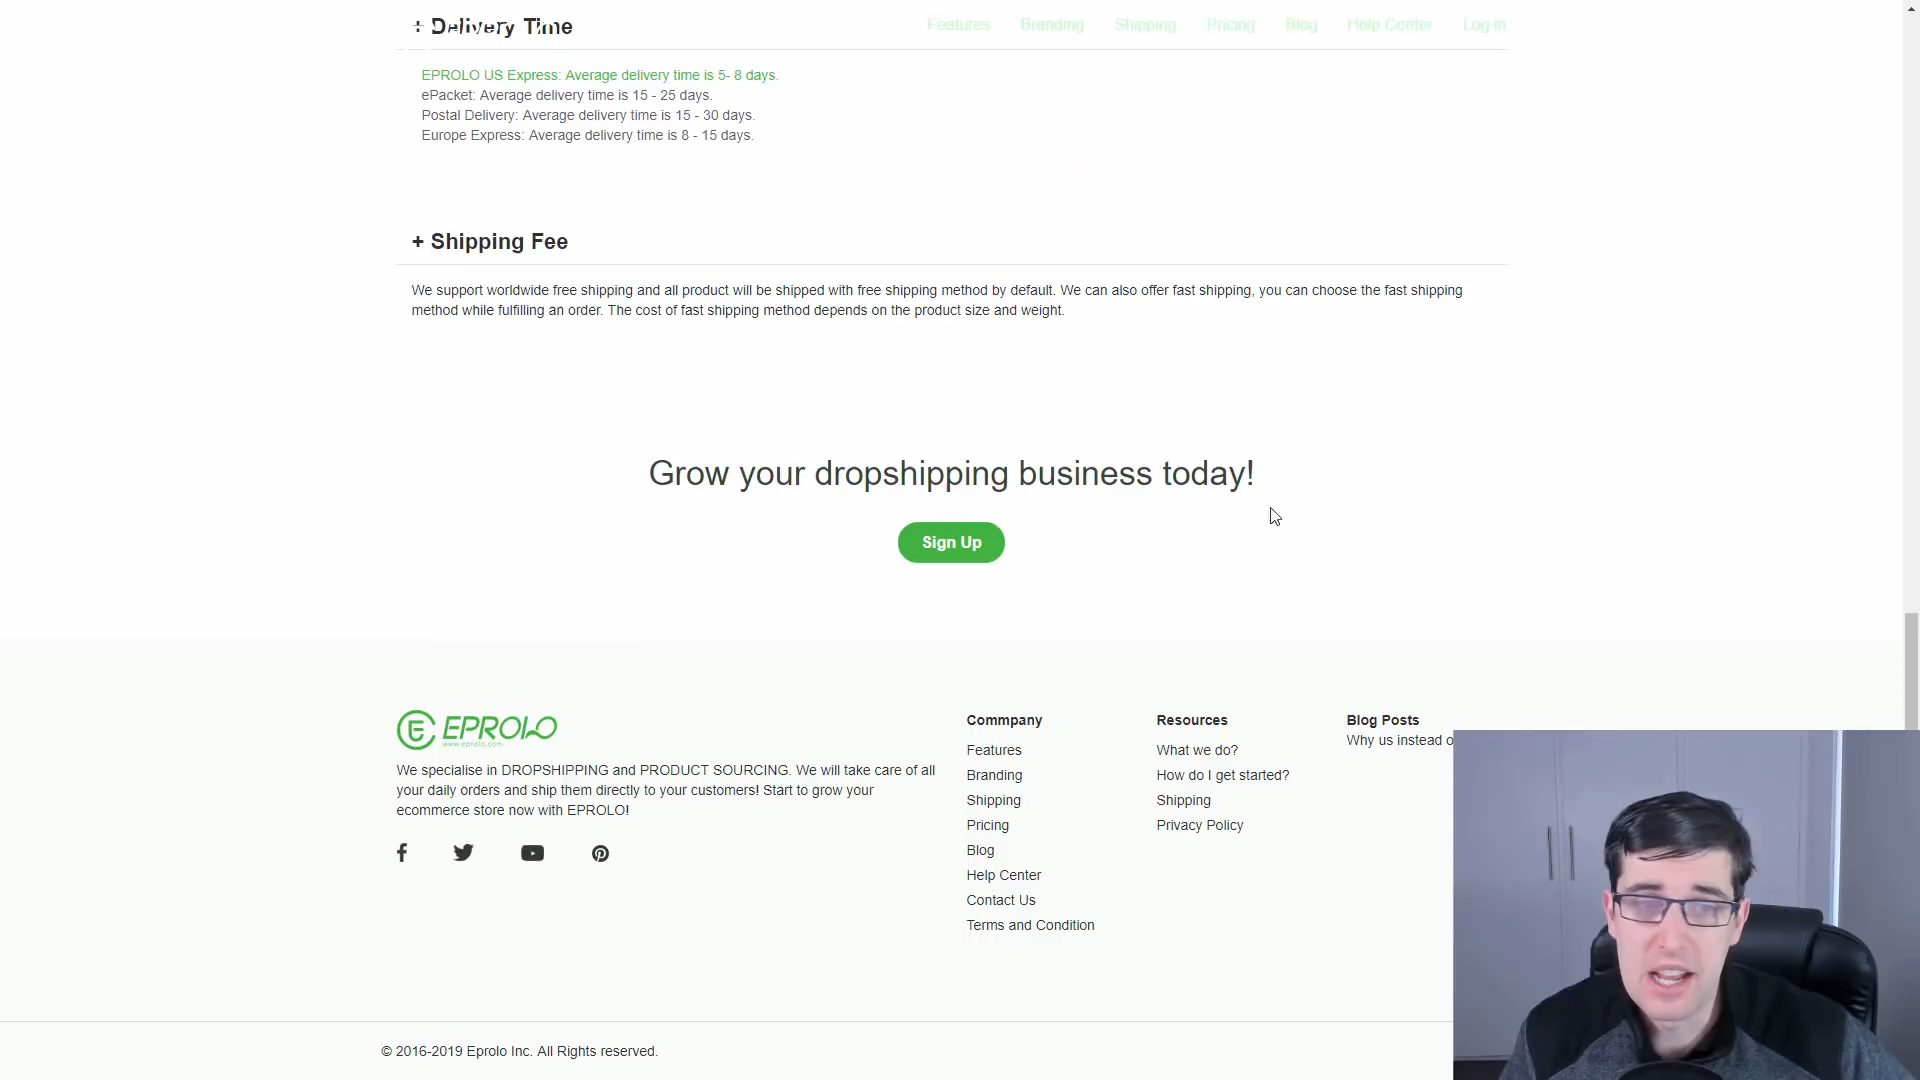 + Delivery Time
Features Branding Shipping Pricing Blog Help Center Log in
EPROLO US Express: Average delivery time is 5- 8 days.
ePacket: Average delivery time is 15 - 25 days.
Postal Delivery: Average delivery time is 15 - 30 days.
Europe Express: Average delivery time is 8 - 15 days.
+ Shipping Fee
We support worldwide free shipping and all product will be shipped with free shipping method by default. We can also offer fast shipping, you can choose the fast shipping
method while fulfilling an order. The cost of fast shipping method depends on the product size and weight.
Grow your dropshipping business today!
Sign Up
EPROLO
www.eprolo.com
We specialise in DROPSHIPPING and PRODUCT SOURCING. We will take care of all
your daily orders and ship them directly to your customers! Start to grow your
ecommerce store now with EPROLO!
Commpany
Features
Branding
Shipping
Pricing
Blog
Help Center
Contact Us
Terms and Condition
Resources
What we do?
How do I get started?
Shipping
Privacy Policy
Blog Posts
Why us instead o
© 2016-2019 Eprolo Inc. All Rights reserved.